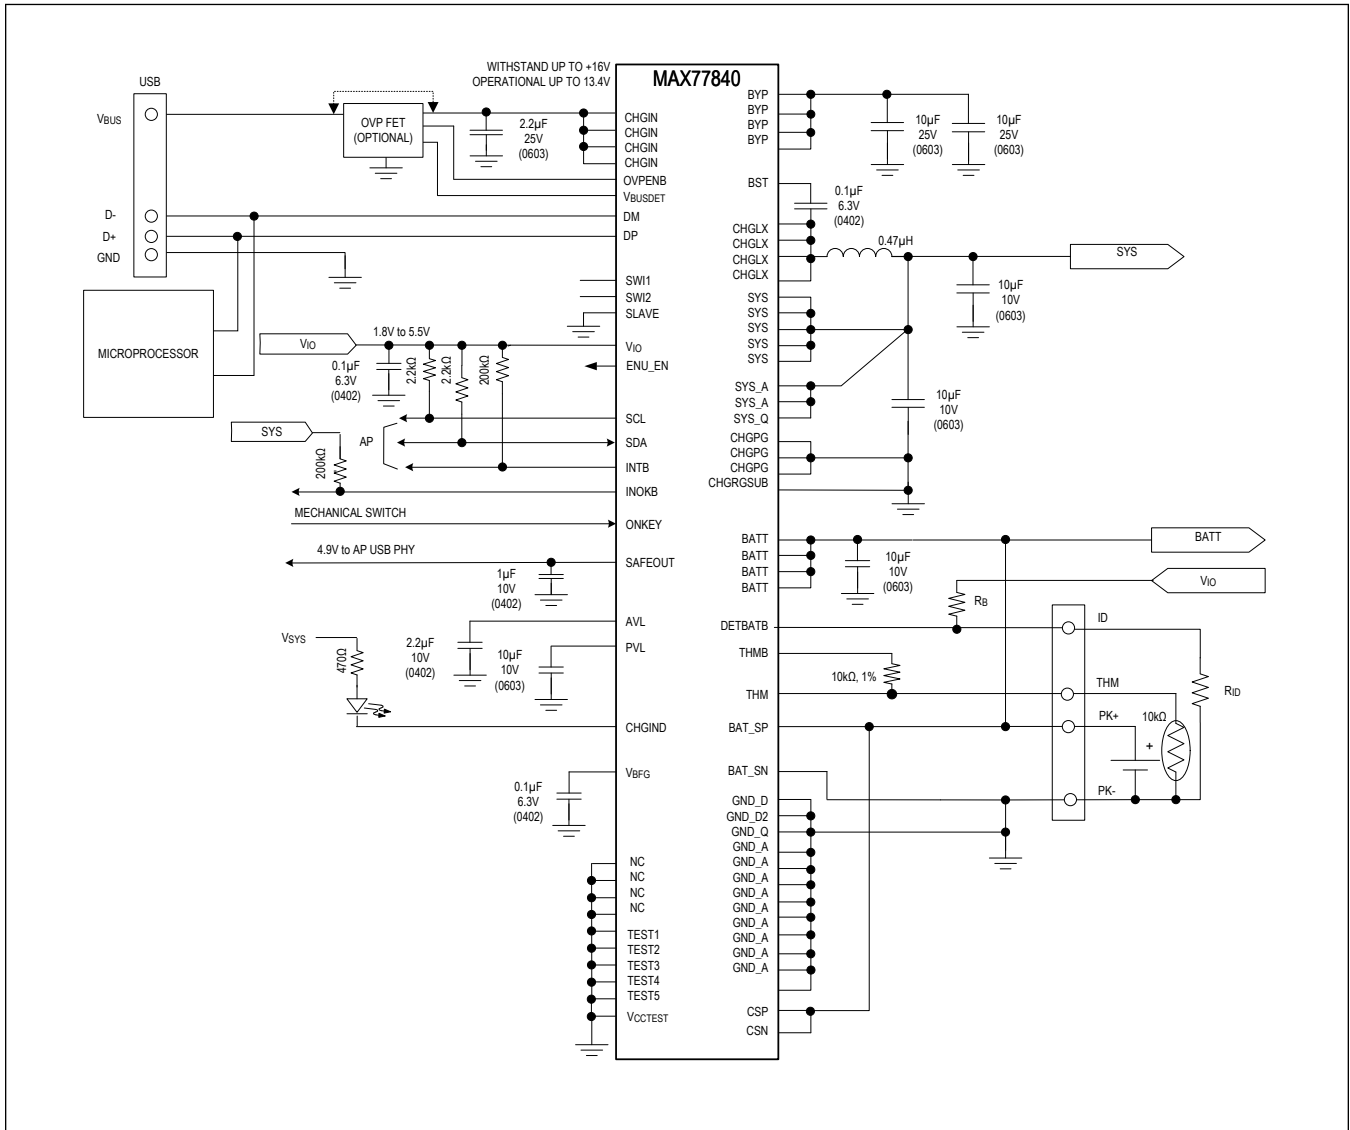 WITHSTAND UP TO +16V
OPERATIONAL UP TO 13.4V
MAX77840
USB
VBUS
D-
D+
GND
OVP FET
(OPTIONAL)
2.2µF
25V
(0603)
CHGIN
CHGIN
CHGIN
CHGIN
OVPENB
VBUSDET
DM
DP
SWI1
SWI2
SLAVE
VIO
ENU_EN
SCL
SDA
INTB
INOKB
ONKEY
SAFEOUT
AVL
PVL
CHGIND
VBFG
NC
NC
NC
NC
TEST1
TEST2
TEST3
TEST4
TEST5
VCCTEST
MICROPROCESSOR
VIO
1.8V to 5.5V
0.1µF
6.3V
(0402)
2.2kΩ
2.2kΩ
200kΩ
SYS
200kΩ
AP
MECHANICAL SWITCH
4.9V to AP USB PHY
1µF
10V
(0402)
2.2µF
10V
(0402)
10µF
10V
(0603)
VSYS
470Ω
0.1µF
6.3V
(0402)
BYP
BYP
BYP
BYP
BST
CHGLX
CHGLX
CHGLX
CHGLX
SYS
SYS
SYS
SYS
SYS
SYS_A
SYS_A
SYS_Q
CHGPG
CHGPG
CHGPG
CHGRGSUB
BATT
BATT
BATT
BATT
DETBATB
THMB
THM
BAT_SP
BAT_SN
GND_D
GND_D2
GND_Q
GND_A
GND_A
GND_A
GND_A
GND_A
GND_A
GND_A
GND_A
GND_A
CSP
CSN
10µF
25V
(0603)
10µF
25V
(0603)
0.1µF
6.3V
(0402)
0.47µH
SYS
10µF
10V
(0603)
10µF
10V
(0603)
BATT
10µF
10V
(0603)
VIO
RB
ID
10kΩ, 1%
THM
RID
PK+
10kΩ
+
PK-